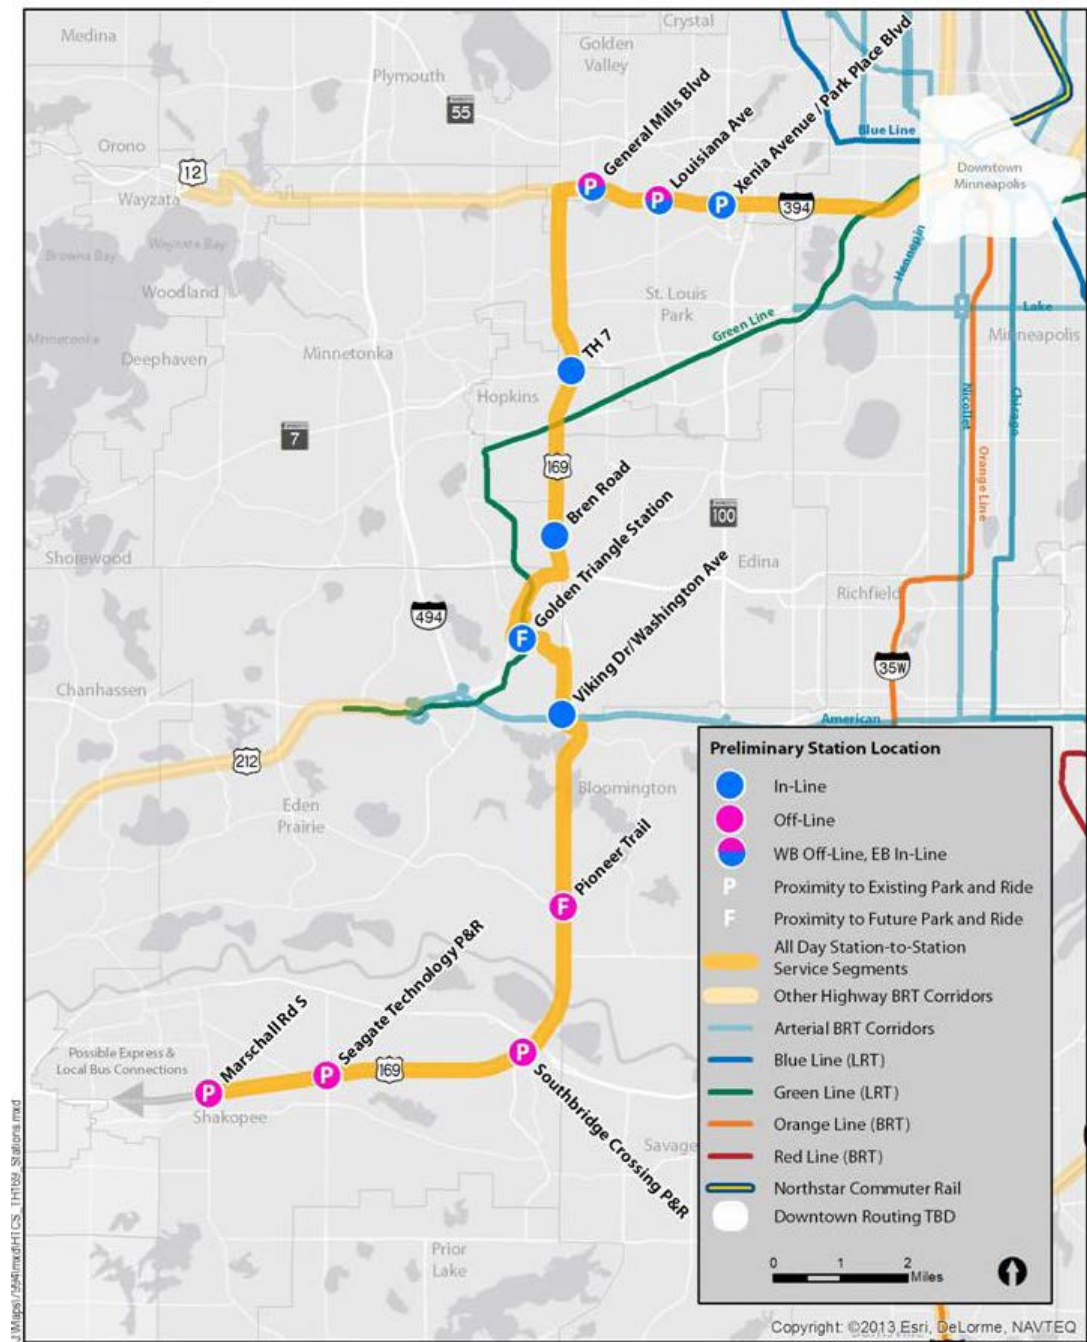 Medina
Crystal
Golden
Valley
Plymouth
55
General Mills Blvd
Louisiana Ave
Xenia Avenue / Park Place Blvd
Blue Line
Orono
12
Wayzata
P
P
P
394
Downtown
Minneapolis
Wayzata Bay
Browns Bay
Woodland
Hennepin
St. Louis
Park
Lake
Green Line
Minneapolis
Minnetonka
Deephaven
TH 7
Hopkins
7
169
Nicollet
Chicago
Orange Line
Bren Road
Golden Triangle Station
100
Shorewood
Edina
Richfield
494
F
Viking Dr/Washington Ave
35W
Chanhassen
American
212
Bloomington
Eden
Prairie
Pioneer Trail
F
Seagate Technology P&R
Marschall Rd S
Possible Express &
Local Bus Connections
P
P
169
P
Shakopee
Southbridge Crossing P&R
Savage
Prior
Lake
Preliminary Station Location
In-Line
Off-Line
WB Off-Line, EB In-Line
P Proximity to Existing Park and Ride
F Proximity to Future Park and Ride
All Day Station-to-Station
Service Segments
Other Highway BRT Corridors
Arterial BRT Corridors
Blue Line (LRT)
Green Line (LRT)
Orange Line (BRT)
Red Line (BRT)
Northstar Commuter Rail
Downtown Routing TBD
0 1 2
Miles
Copyright: ©2013 Esri, DeLorme, NAVTEQ